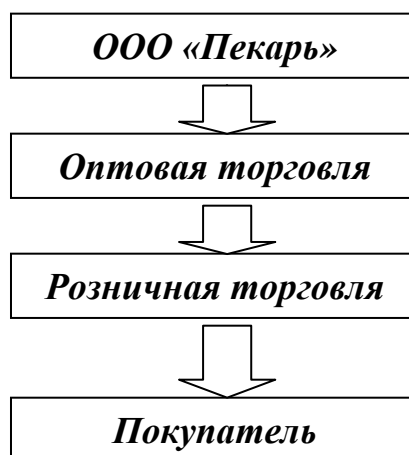 ООО «Пекарь»
Оптовая торговля
Розничная торговля
Покупатель